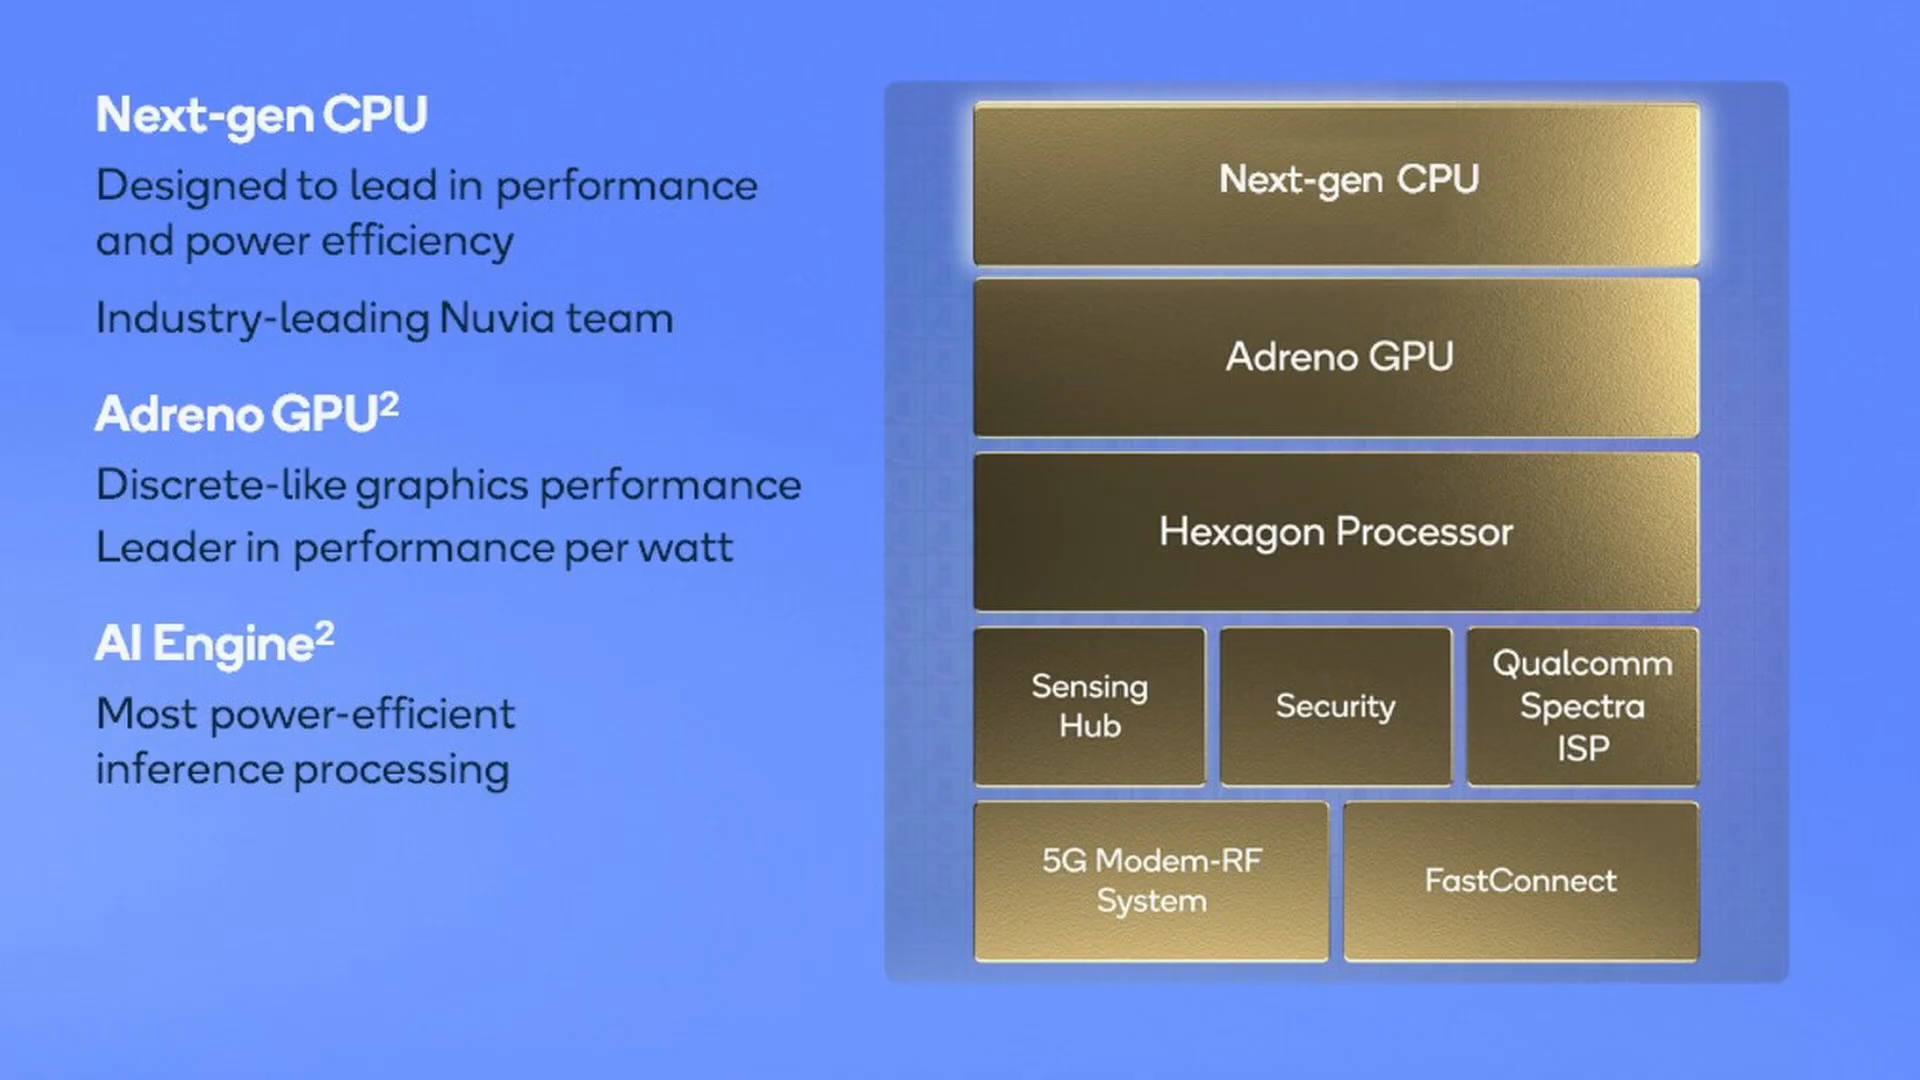 Next-gen CPU
Designed to lead in performance
and power efficiency
Industry-leading Nuvia team
Adreno GPU²
Discrete-like graphics performance
Leader in performance per watt
AI Engine²
Most power-efficient
inference processing
Next-gen CPU
Adreno GPU
Hexagon Processor
Sensing
Hub
Security
Qualcomm
Spectra
ISP
5G Modem-RF
System
FastConnect